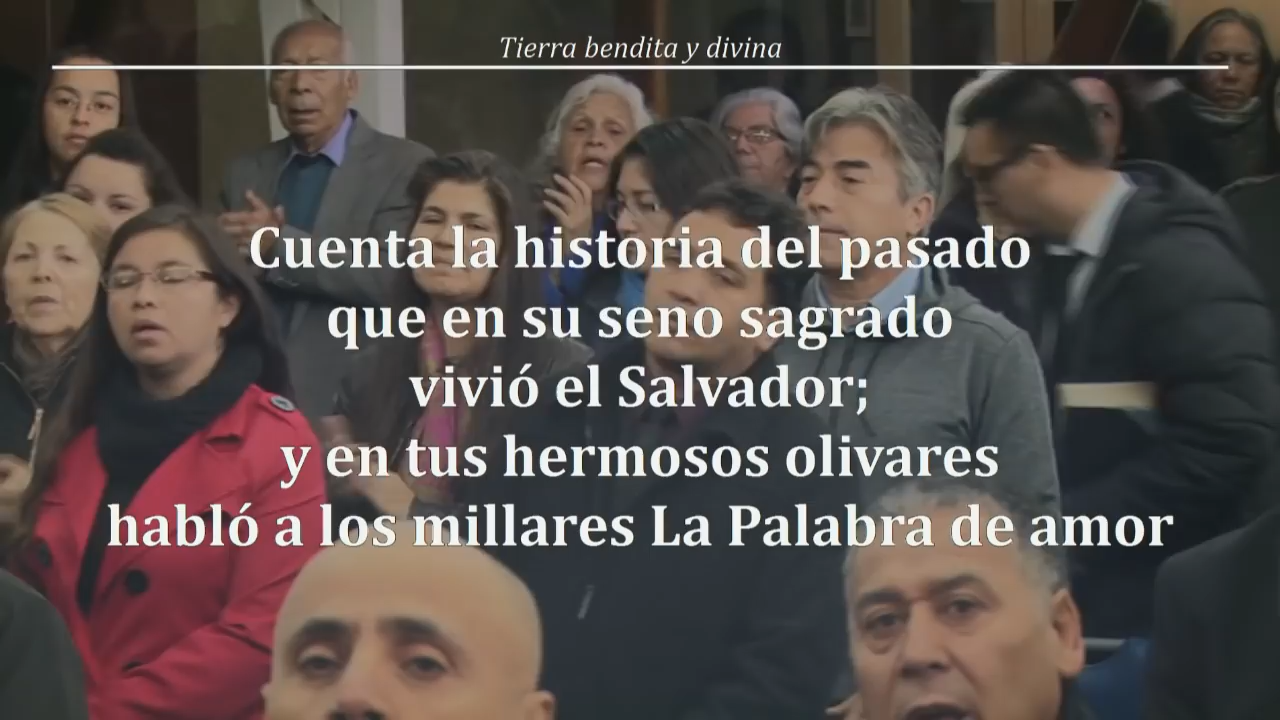 Tierra bendita y divina
Cuenta la historia del pasado
que en su seno sagrado
vivió el Salvador;
y en tus hermosos olivares
habló a los millares La Palabra de amor